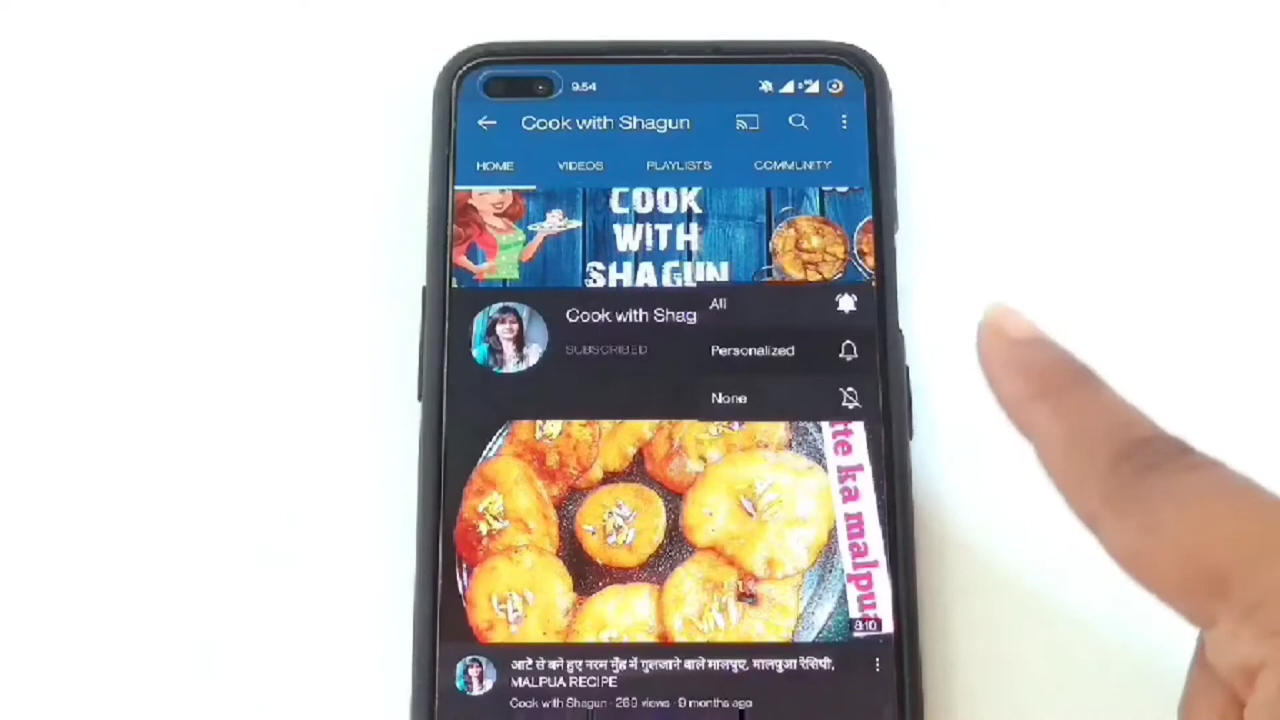 9.54
Cook with Shagun
HOME VIDEOS PLAYLISTS COMMUNITY
COOK
WITH
SHAGUN
Cook with Shag
SUBSCRIBED
All
Personalized
None
te ka malpua
8:10
आटे से बने हुए नरम मुँह में गुलजाने वाले मालपुए, मालपुआ रेसिपी,
MALPUA RECIPE
Cook with Shagun · 260 views · 9 months ago